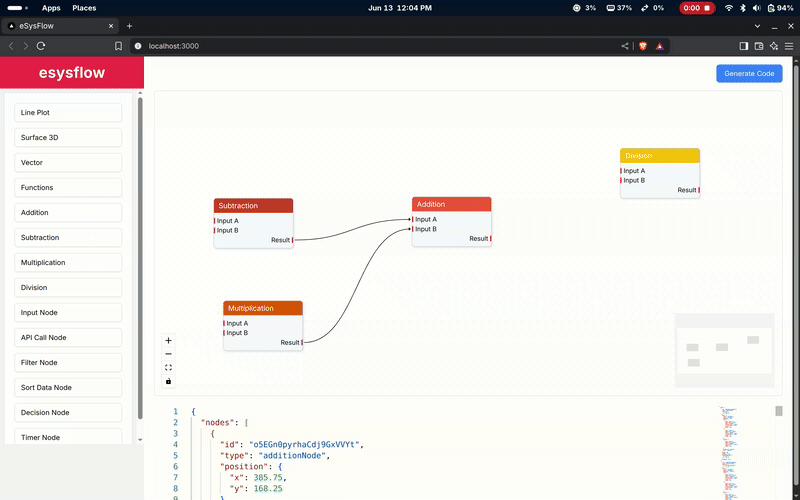 Apps Places Jun 13 12:04 PM 3% 37% 0% 0:00 94%
eSysFlow
localhost:3000
esysflow
Generate Code
Line Plot
Surface 3D
Vector
Functions
Addition
Subtraction
Multiplication
Division
Input Node
API Call Node
Filter Node
Sort Data Node
Decision Node
Timer Node
Division
Input A
Input B
Result
Subtraction
Input A
Input B
Result
Addition
Input A
Input B
Result
Multiplication
Input A
Input B
Result
1 {
2 "nodes": [
3 {
4 "id": "o5EGn0pyrhaCdj9GxVVYt",
5 "type": "additionNode",
6 "position": {
7 "x": 385.75,
8 "y": 168.25